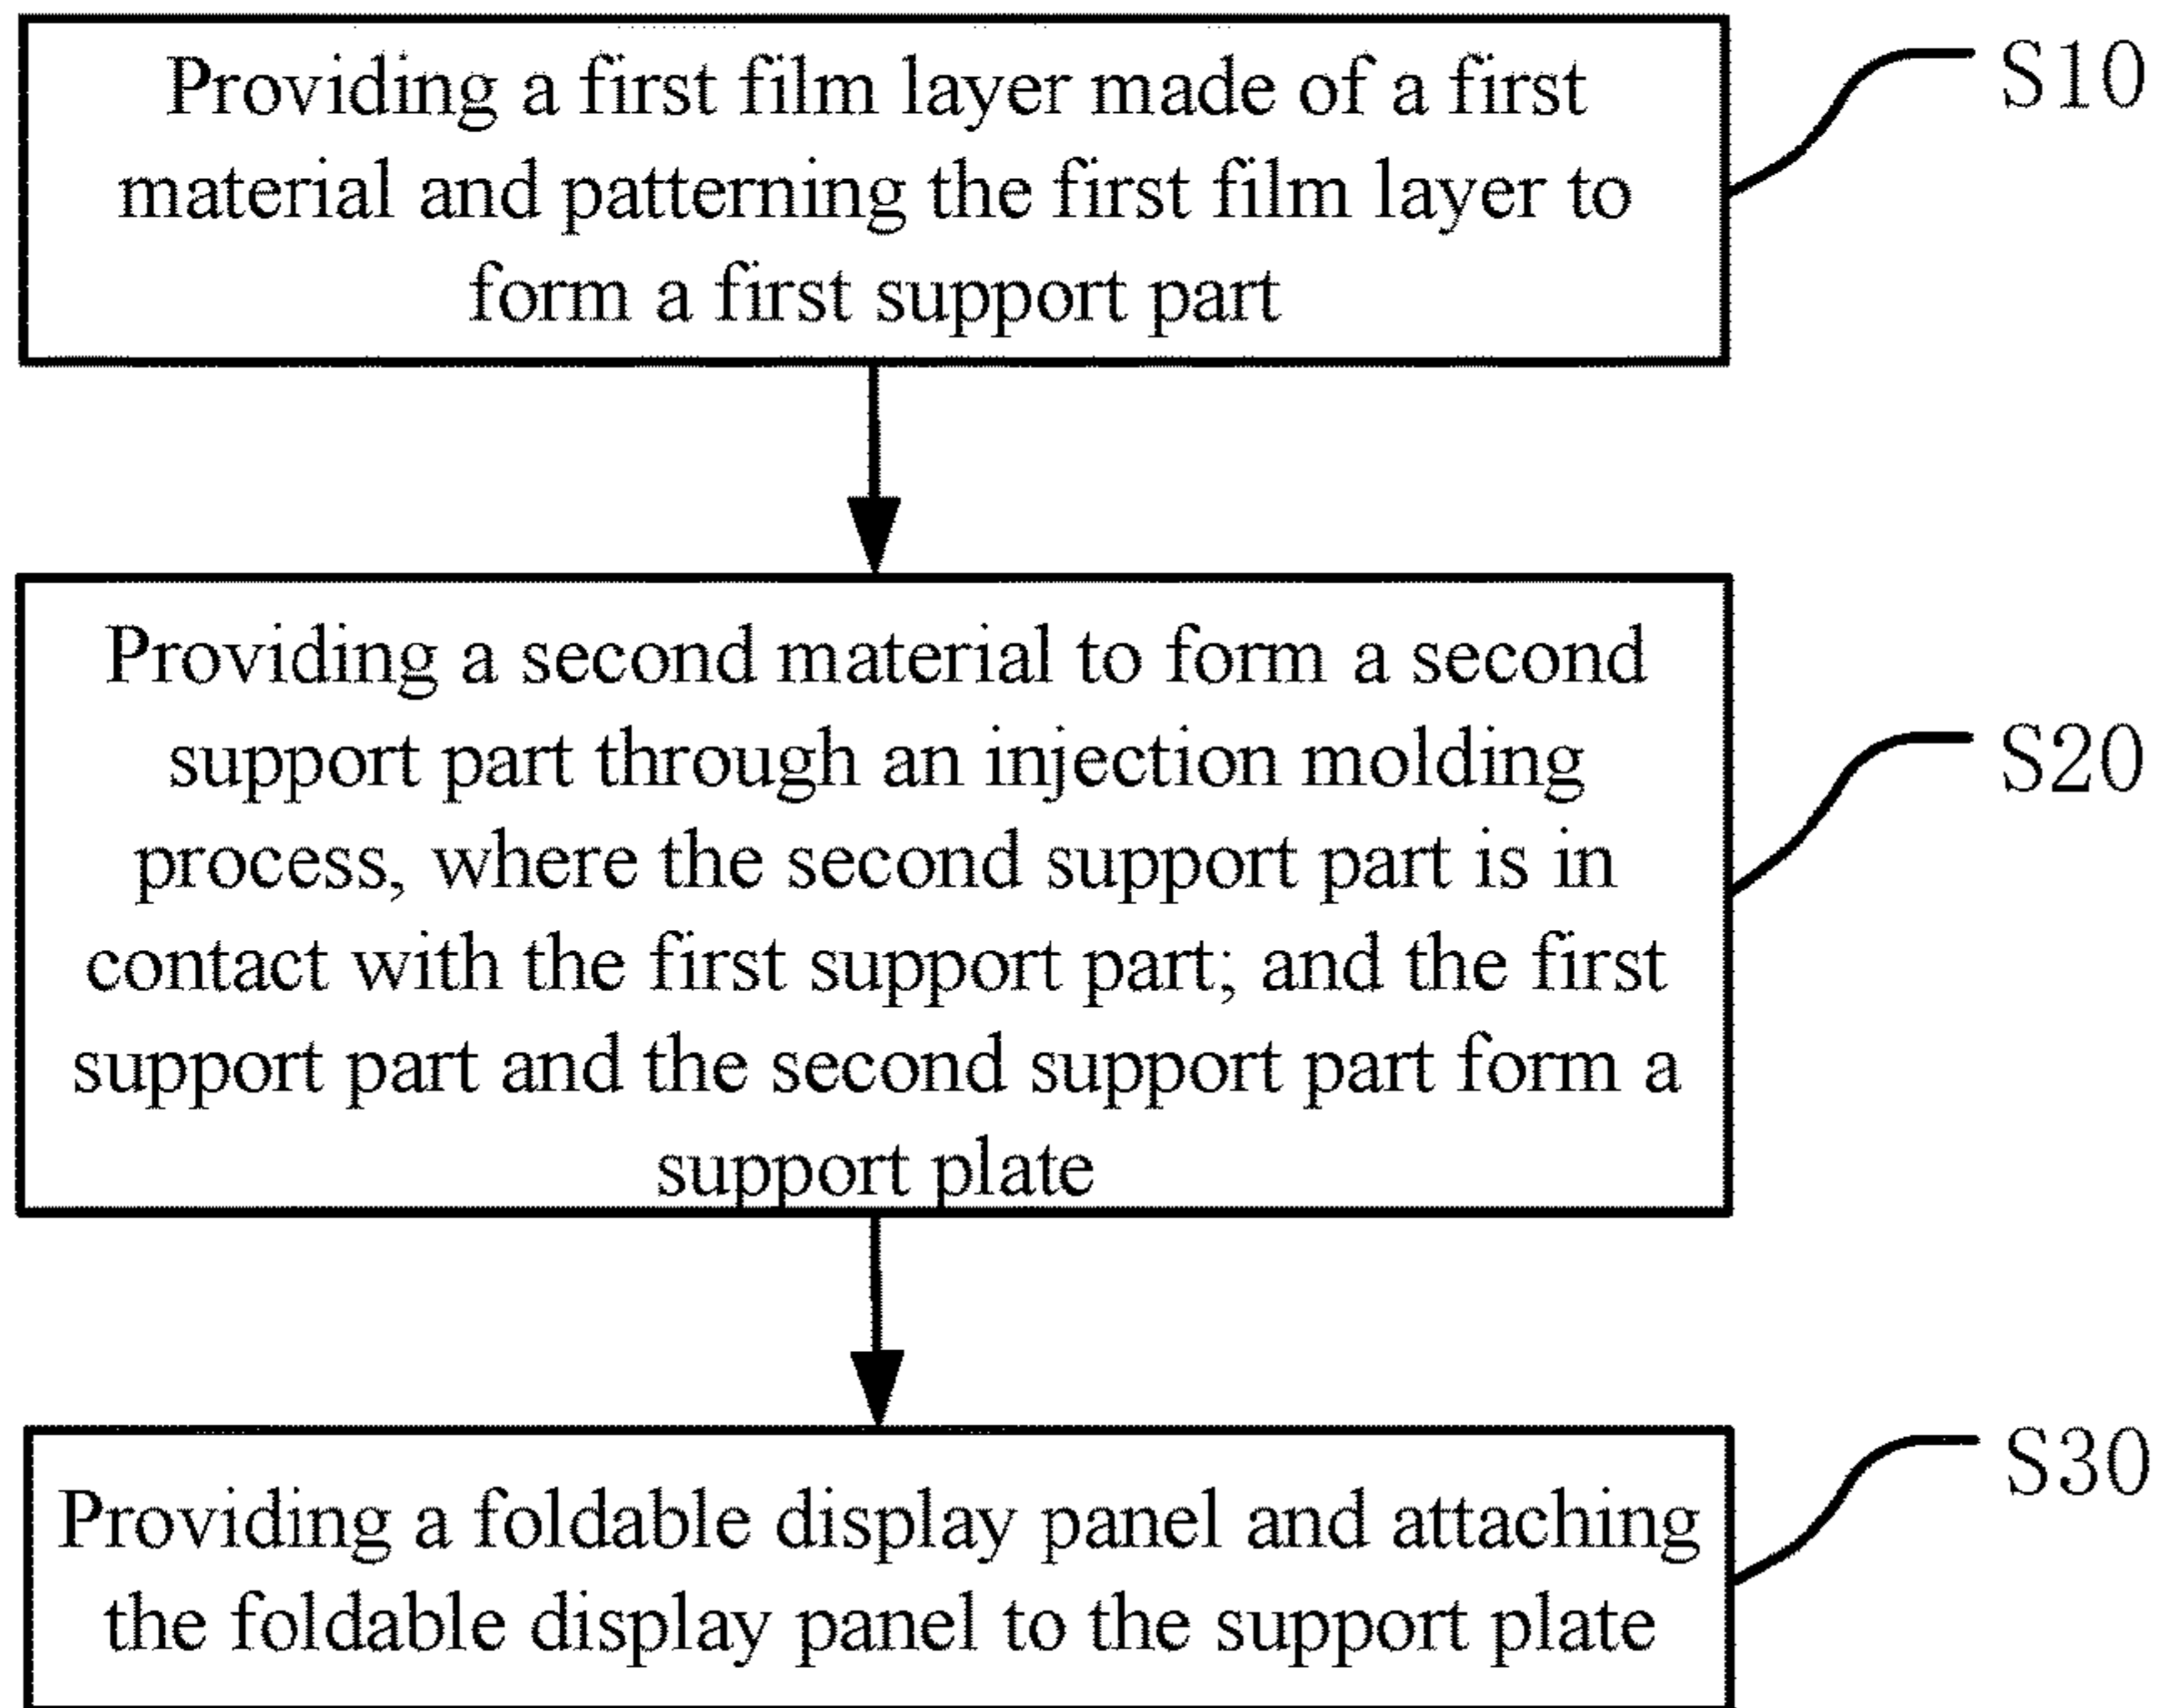 Providing a first film layer made of a first
material and patterning the first film layer to
form a first support part
S10
Providing a second material to form a second
support part through an injection molding
process, where the second support part is in
contact with the first support part; and the first
support part and the second support part form a
support plate
S20
Providing a foldable display panel and attaching
the foldable display panel to the support plate
S30